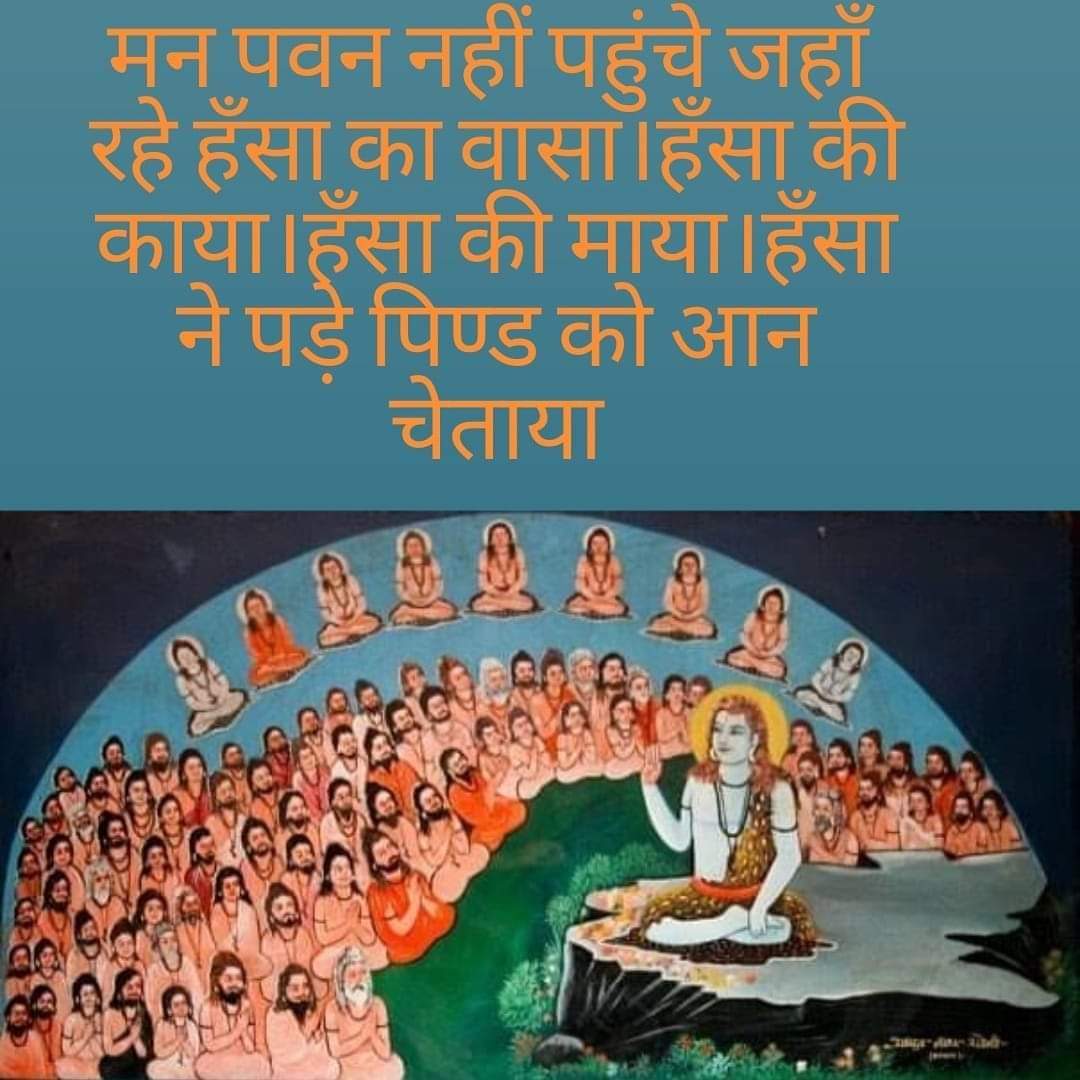 मन पवन नहीं पहुंचे जहाँ
रहे हँसा का वासा।हँसा की
काया।हँसा की माया।हँसा
ने पड़े पिण्ड को आन
चेताया